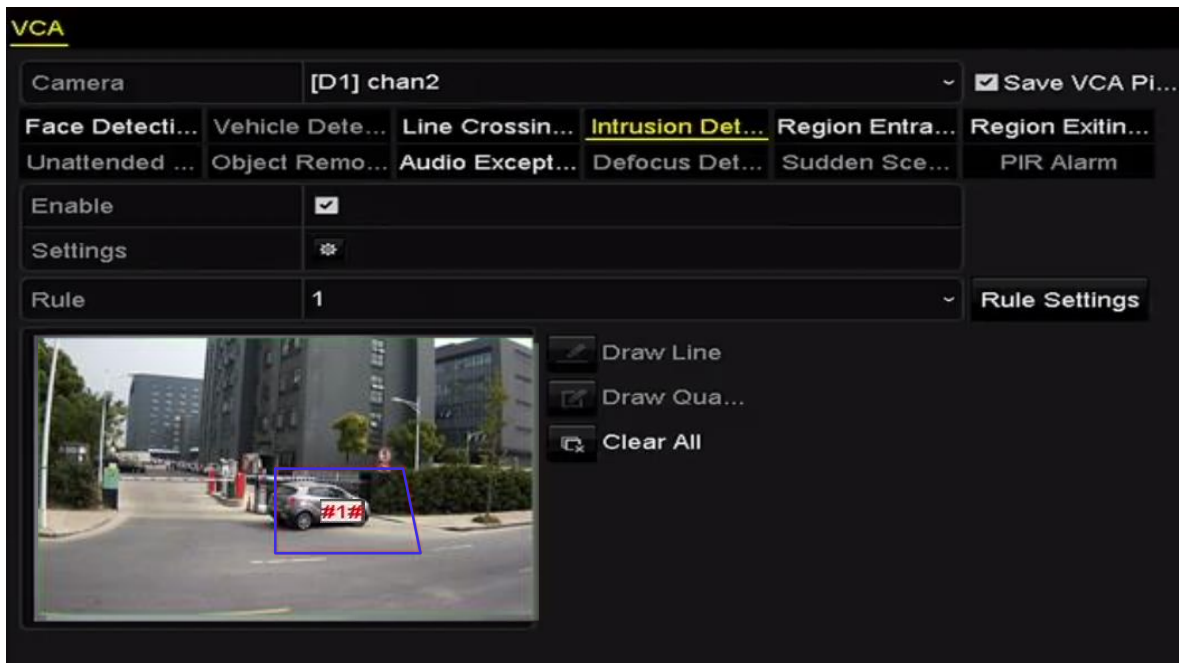 VCA
Camera [D1] chan2 Save VCA Pi...
Face Detecti... Vehicle Dete... Line Crossin... Intrusion Det... Region Entra... Region Exitin...
Unattended ... Object Remo... Audio Except... Defocus Det... Sudden Sce... PIR Alarm
Enable
Settings
Rule 1 Rule Settings
Draw Line
Draw Qua...
Clear All
#1#